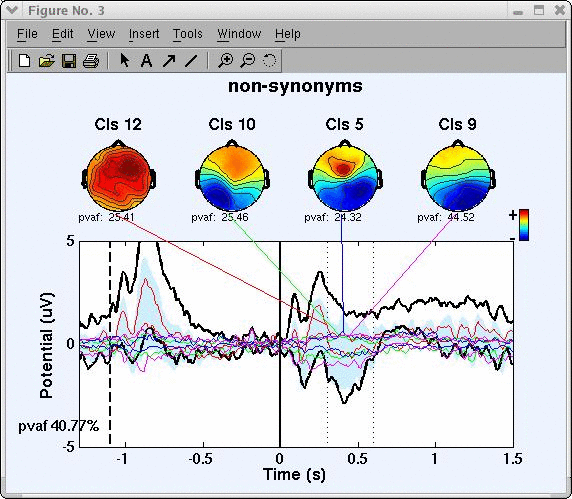 Figure No. 3
File Edit View Insert Tools Window Help
A
non-synonyms
Cls 12 Cls 10 Cls 5 Cls 9
pvaf: 25.41 pvaf: 25.46 pvaf: 24.32 pvaf: 44.52
+
-
5
0
-5
Potential (uV)
pvaf 40.77%
-1 -0.5 0 0.5 1 1.5
Time (s)